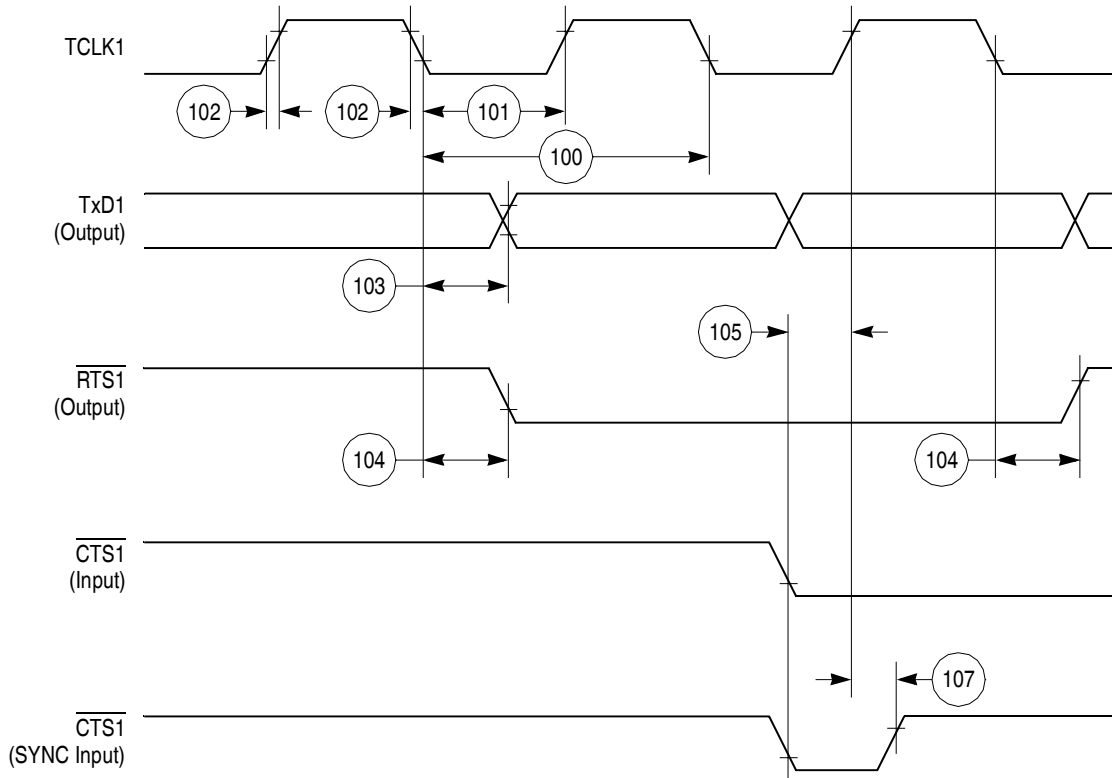 TCLK1
102
102
101
100
TxD1
(Output)
103
105
RTS1
(Output)
104
104
CTS1
(Input)
107
CTS1
(SYNC Input)